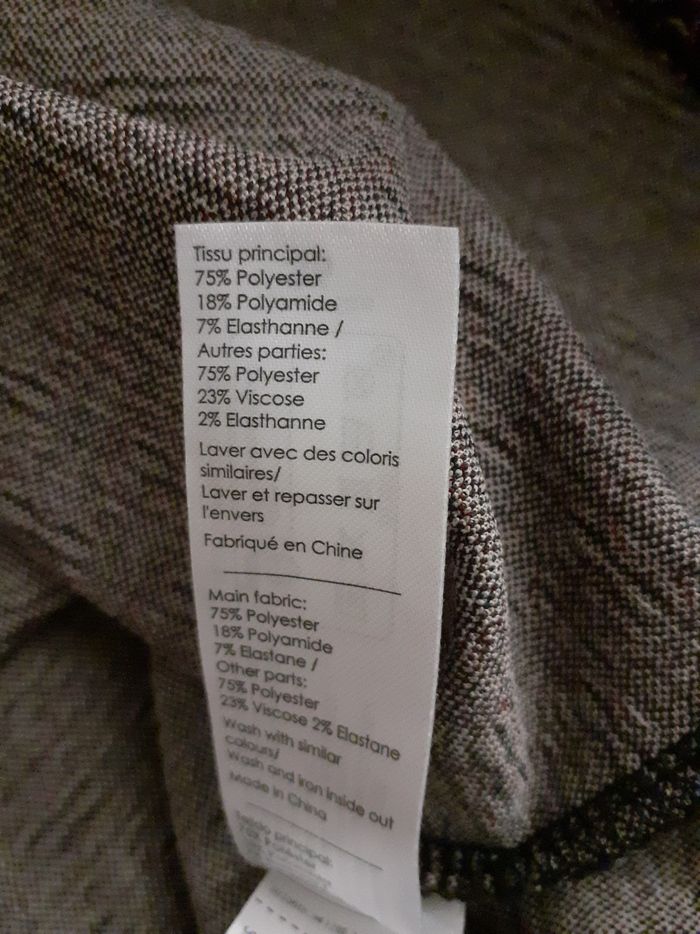 Tissu principal:
75% Polyester
18% Polyamide
7% Elasthanne /
Autres parties:
75% Polyester
23% Viscose
2% Elasthanne
Laver avec des coloris
similaires/
Laver et repasser sur
l'envers
Fabriqué en Chine
Main fabric:
75% Polyester
18% Polyamide
7% Elastane /
Other parts:
75% Polyester
23% Viscose 2% Elastane
Wash with similar
colours/
Wash and iron inside out
Made in China
principal: